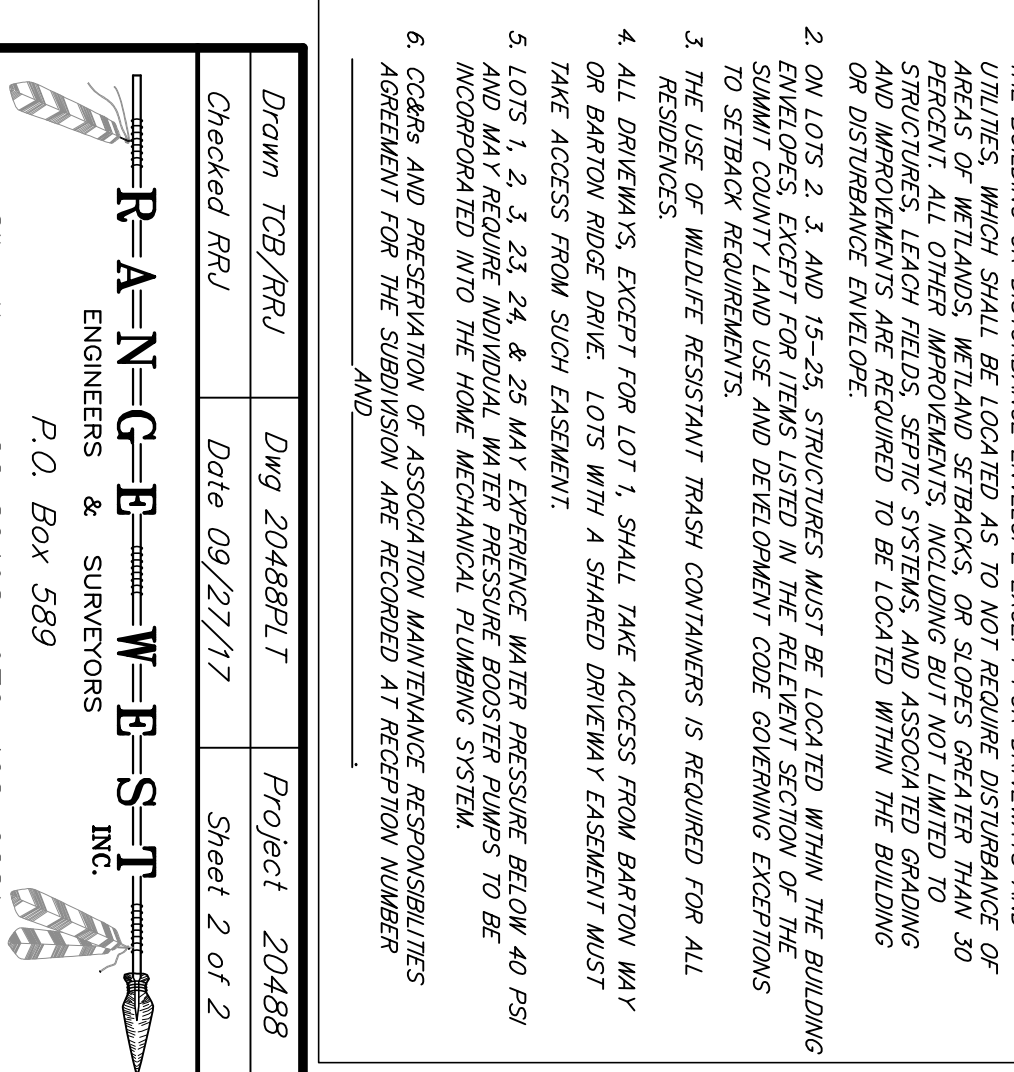 UTILITIES, WHICH SHALL BE LOCATED AS TO NOT REQUIRE DISTURBANCE OF
AREAS OF WETLANDS, WETLAND SETBACKS, OR SLOPES GREATER THAN 30
PERCENT. ALL OTHER IMPROVEMENTS, INCLUDING BUT NOT LIMITED TO
STRUCTURES, LEACH FIELDS, SEPTIC SYSTEMS, AND ASSOCIATED GRADING
AND IMPROVEMENTS ARE REQUIRED TO BE LOCATED WITHIN THE BUILDING
OR DISTURBANCE ENVELOPE.
2. ON LOTS 2. 3 AND 15-25, STRUCTURES MUST BE LOCATED WITHIN THE BUILDING
ENVELOPES, EXCEPT FOR ITEMS LISTED IN THE RELEVENT SECTION OF THE
SUMMIT COUNTY LAND USE AND DEVELOPMENT CODE GOVERNING EXCEPTIONS
TO SETBACK REQUIREMENTS.
3. THE USE OF WILDLIFE RESISTANT TRASH CONTAINERS IS REQUIRED FOR ALL
RESIDENCES.
4. ALL DRIVEWAYS, EXCEPT FOR LOT 1, SHALL TAKE ACCESS FROM BARTON WAY
OR BARTON RIDGE DRIVE. LOTS WITH A SHARED DRIVEWAY EASEMENT MUST
TAKE ACCESS FROM SUCH EASEMENT.
5. LOTS 1, 2, 3, 23, 24, & 25 MAY EXPERIENCE WATER PRESSURE BELOW 40 PSI
AND MAY REQUIRE INDIVIDUAL WATER PRESSURE BOOSTER PUMPS TO BE
INCORPORATED INTO THE HOME MECHANICAL PLUMBING SYSTEM.
6. CC&Rs AND PRESERVATION OF ASSOCIATION MAINTENANCE RESPONSIBILITIES
AGREEMENT FOR THE SUBDIVISION ARE RECORDED AT RECEPTION NUMBER
AND .
Drawn TCB/RRJ Dwg 20488PLT Project 20488
Checked RRJ Date 09/27/17 Sheet 2 of 2
RANGE WEST INC.
ENGINEERS & SURVEYORS
P.O. Box 589